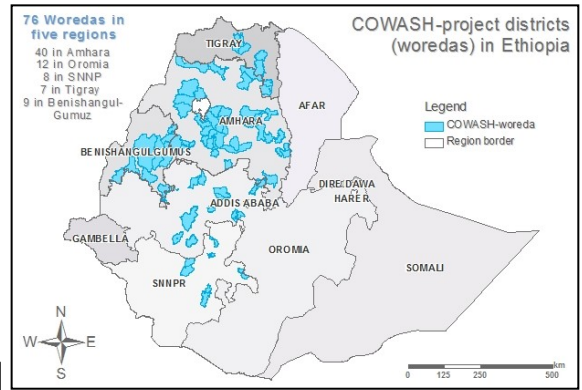 76 Woredas in
five regions
40 in Amhara
12 in Oromia
8 in SNNP
7 in Tigray
9 in Benishangul-
Gumuz
COWASH-project districts
(woredas) in Ethiopia
Legend
COWASH-woreda
Region border
TIGRAY
AFAR
AMHARA
BENISHANGULGUMUS
DIRE DAWA
HARER
ADDIS ABABA
GAMBELLA
OROMIA
SOMALI
SNNPR
N
W E
S
km
0 125 250 500